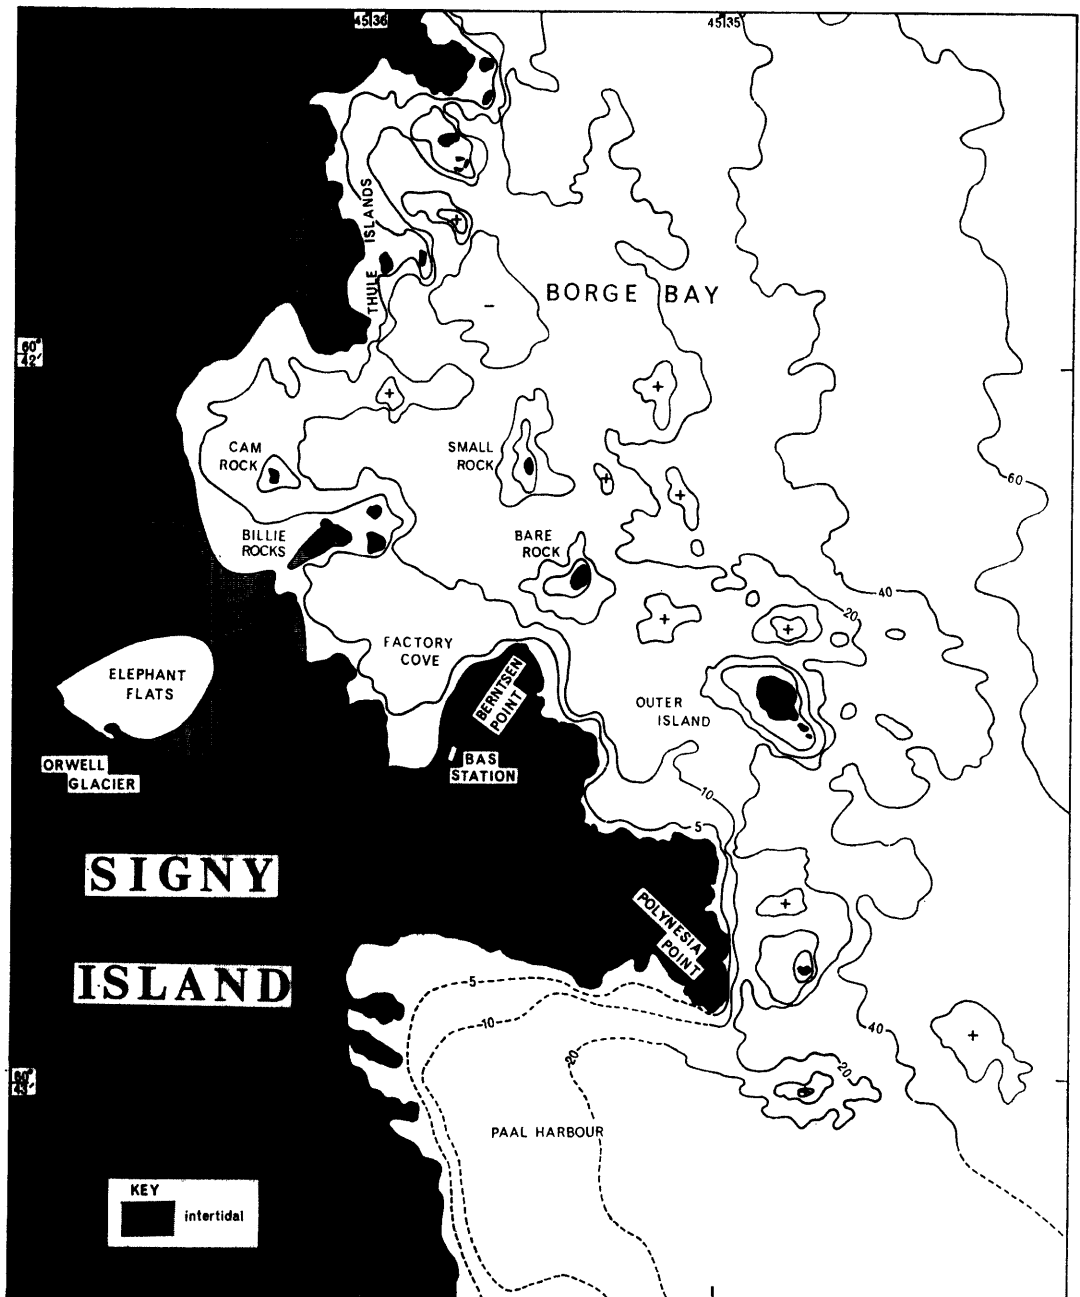 45 36
45 35
THULE ISLANDS
BORGE BAY
60°
42'
CAM
ROCK
SMALL
ROCK
60
BILLIE
ROCKS
BARE
ROCK
40
20
FACTORY
COVE
ELEPHANT
FLATS
BERNTSEN
POINT
OUTER
ISLAND
ORWELL
GLACIER
BAS
STATION
10
5
SIGNY
POLYNESIA
POINT
ISLAND
5
10
40
20
20
60°
43'
PAAL HARBOUR
KEY
intertidal